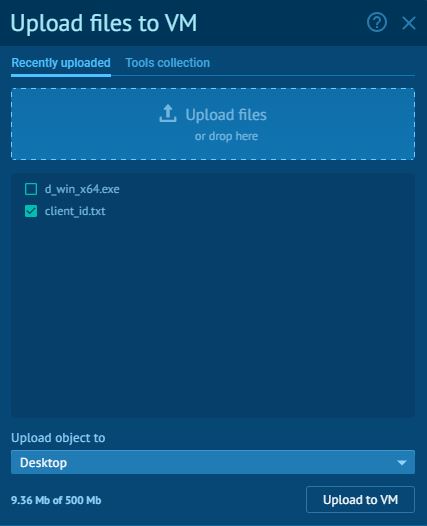 Upload files to VM
Recently uploaded Tools collection
Upload files
or drop here
d_win_x64.exe
client_id.txt
Upload object to
Desktop
9.36 Mb of 500 Mb Upload to VM